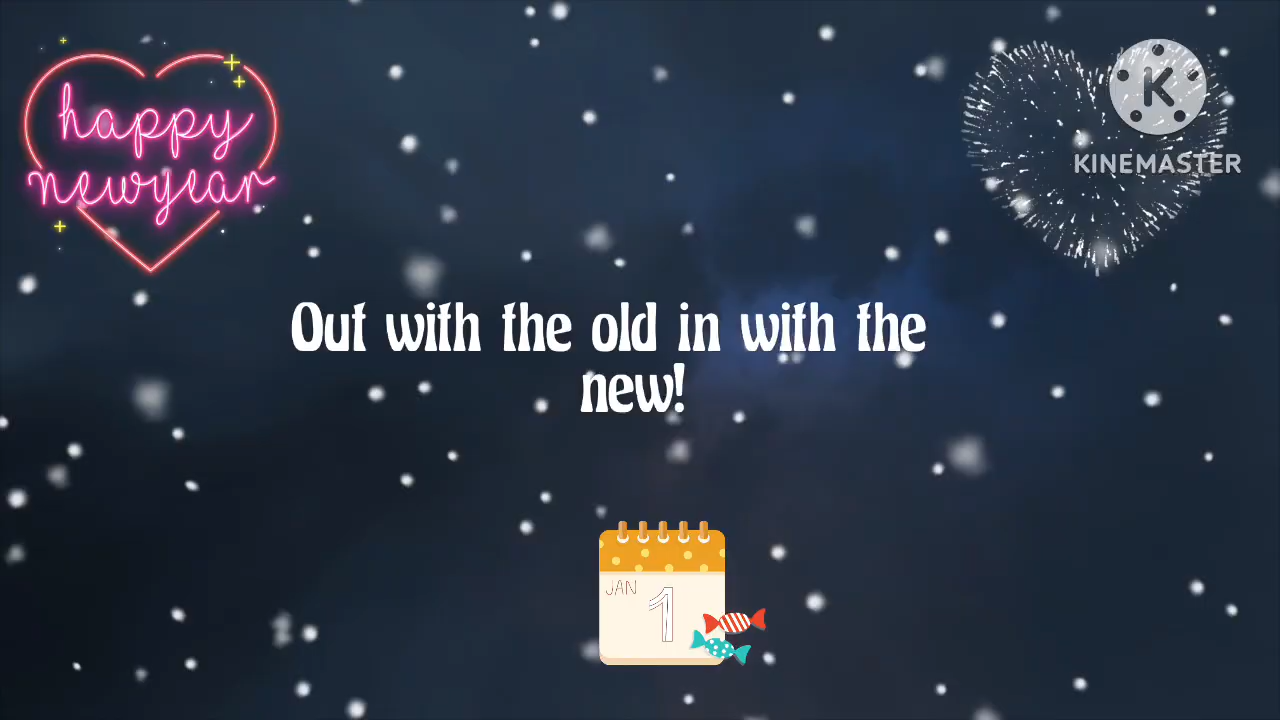 happy
newyear
K
KINEMASTER
Out with the old in with the
new!
JAN
1